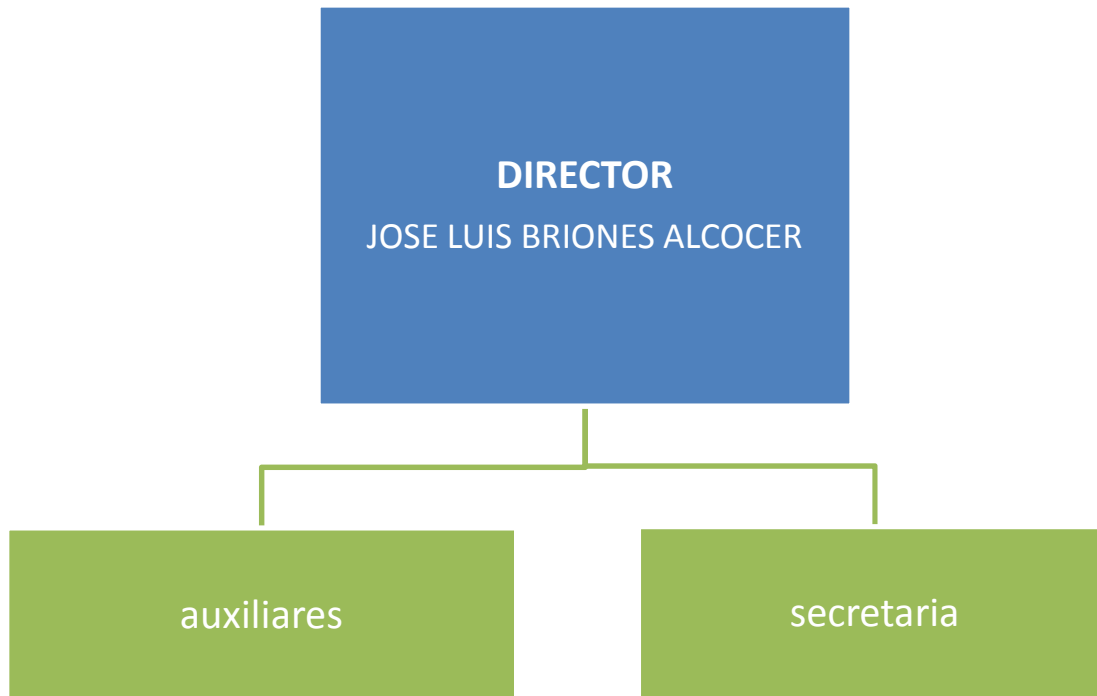 DIRECTOR
JOSE LUIS BRIONES ALCOCER
auxiliares
secretaria